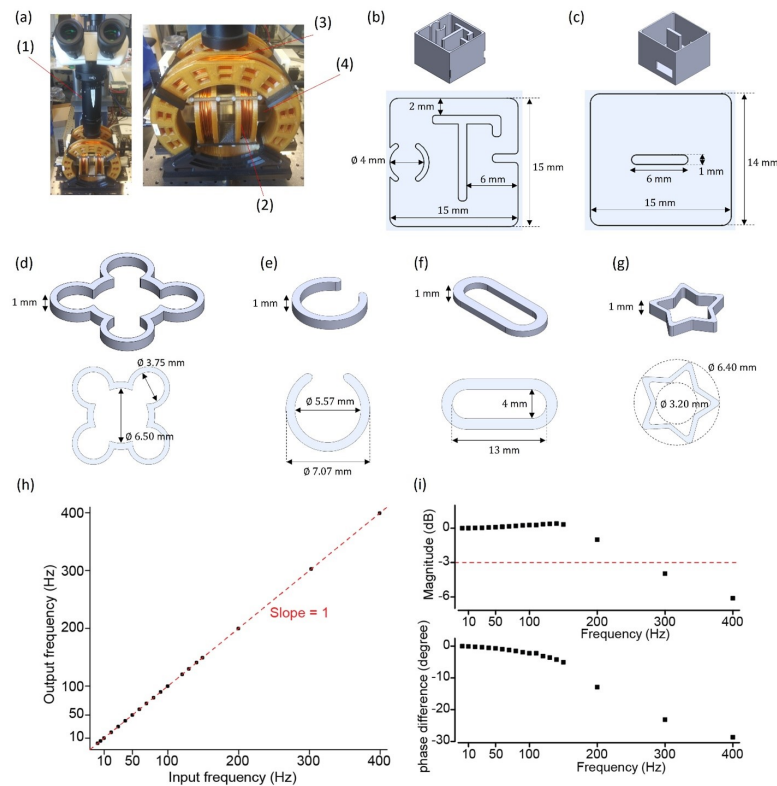 (a)
(1)
(3)
(4)
(2)
(b)
2 mm
Ø 4 mm
6 mm
15 mm
15 mm
(c)
1 mm
6 mm
14 mm
15 mm
(d)
1 mm
Ø 3.75 mm
Ø 6.50 mm
(e)
1 mm
Ø 5.57 mm
Ø 7.07 mm
(f)
1 mm
4 mm
13 mm
(g)
1 mm
Ø 6.40 mm
Ø 3.20 mm
(h)
Output frequency (Hz)
400
300
200
100
50
10
Slope = 1
10 50 100 200 300 400
Input frequency (Hz)
(i)
Magnitude (dB)
0
-3
-6
10 50 100 200 300 400
Frequency (Hz)
phase difference (degree)
0
-10
-20
-30
10 50 100 200 300 400
Frequency (Hz)